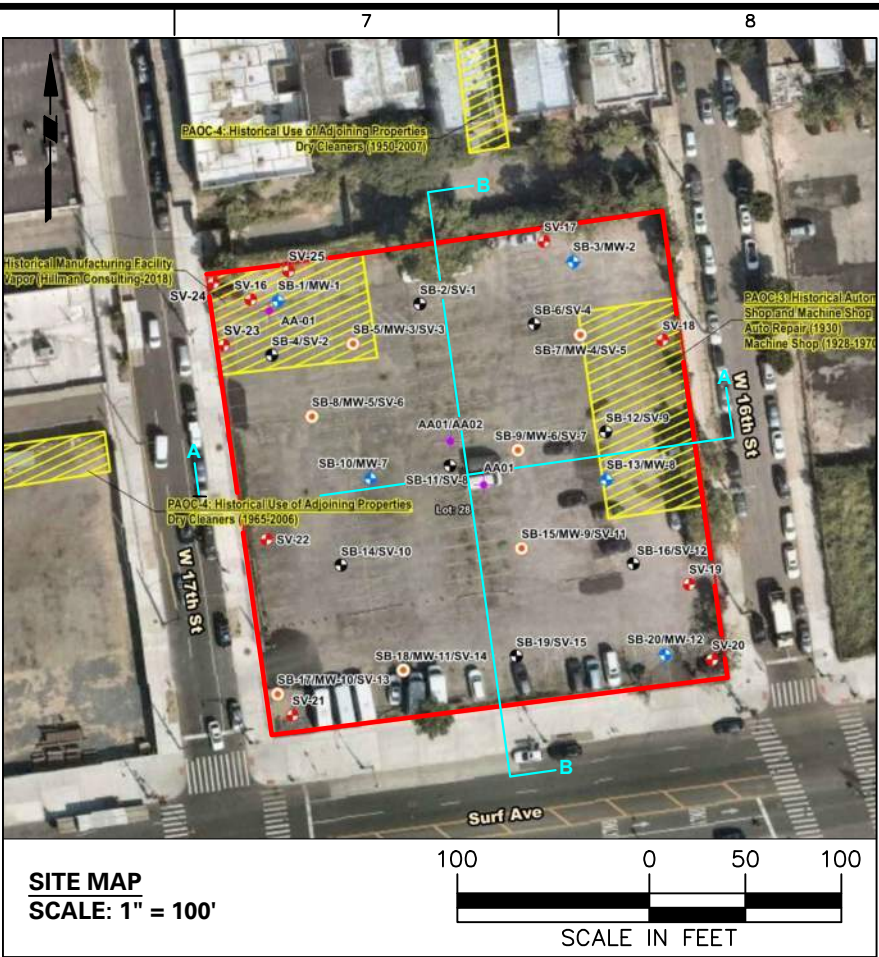 7
8
PAOC-4: Historical Use of Adjoining Properties
Dry Cleaners (1950-2007)
B
SV-17
SB-3/MW-2
Historical Manufacturing Facility
Vapor (Hillman Consulting-2018)
SV-25
SV-24
SV-16
SB-1/MW-1
SB-2/SV-1
AA-01
SB-6/SV-4
PAOC-3: Historical Auto
Shop and Machine Shop
Auto Repair (1930)
Machine Shop (1928-1970
SV-23
SB-4/SV-2
SB-5/MW-3/SV-3
SB-7/MW-4/SV-5
SV-18
A
W 16th St
SB-8/MW-5/SV-6
AA01/AA02
SB-12/SV-9
SB-9/MW-6/SV-7
A
SB-10/MW-7
SB-11/SV-8
AA01
SB-13/MW-8
PAOC-4: Historical Use of Adjoining Properties
Dry Cleaners (1965-2006)
Lot: 28
SV-22
SB-15/MW-9/SV-11
W 17th St
SB-14/SV-10
SB-16/SV-12
SV-19
SB-18/MW-11/SV-14
SB-19/SV-15
SB-20/MW-12
SV-20
SB-17/MW-10/SV-13
SV-21
B
Surf Ave
SITE MAP
SCALE: 1" = 100'
100
0
50
100
SCALE IN FEET